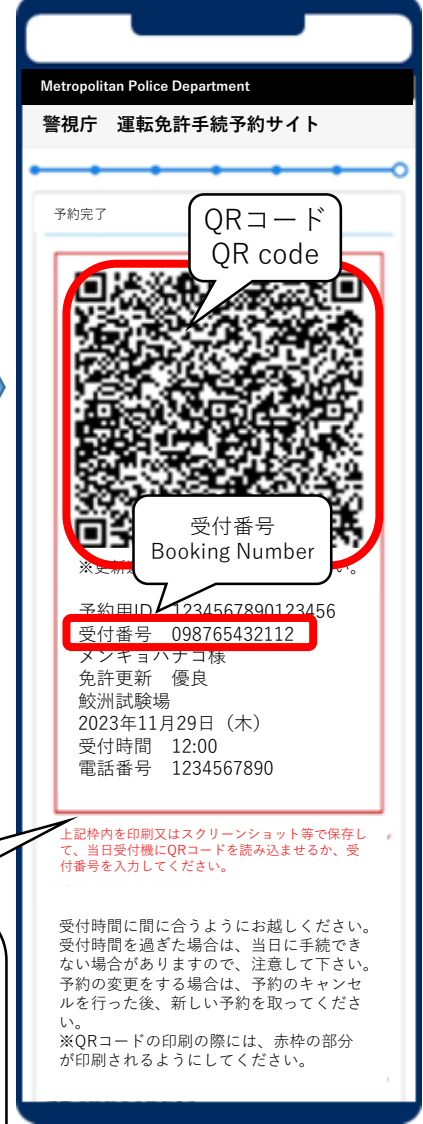 Metropolitan Police Department
警視庁　運転免許手続予約サイト
予約完了
QRコード
QR code
受付番号
Booking Number
※更新
い。
予約用ID　1234567890123456
受付番号　098765432112
メンキョハナコ様
免許更新　優良
鮫洲試験場
2023年11月29日（木）
受付時間　12:00
電話番号　1234567890
上記枠内を印刷又はスクリーンショット等で保存し
て、当日受付機にQRコードを読み込ませるか、受
付番号を入力してください。
受付時間に間に合うようにお越しください。
受付時間を過ぎた場合は、当日に手続でき
ない場合がありますので、注意して下さい。
予約の変更をする場合は、予約のキャンセ
ルを行った後、新しい予約を取ってくださ
い。
※QRコードの印刷の際には、赤枠の部分
が印刷されるようにしてください。